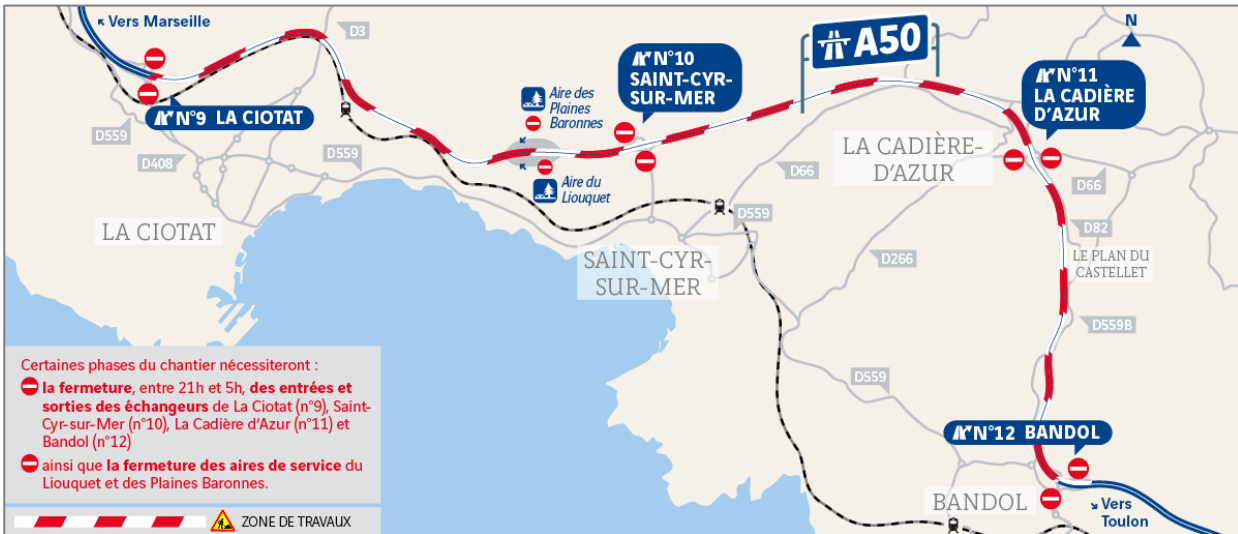 Vers Marseille
D3
N°9 LA CIOTAT
D559
D408
D559
LA CIOTAT
Aire des
Plaines
Baronnes
Aire du
Liouquet
N°10
SAINT-CYR-
SUR-MER
A50
N
N°11
LA CADIÈRE
D'AZUR
LA CADIÈRE-
D'AZUR
D66
D66
D82
D559
SAINT-CYR-
SUR-MER
D266
LE PLAN DU
CASTELLET
D559B
D559
N°12 BANDOL
BANDOL
Vers
Toulon
Certaines phases du chantier nécessiteront :
la fermeture, entre 21h et 5h, des entrées et
sorties des échangeurs de La Ciotat (n°9), Saint-
Cyr-sur-Mer (n°10), La Cadière d'Azur (n°11) et
Bandol (n°12)
ainsi que la fermeture des aires de service du
Liouquet et des Plaines Baronnes.
ZONE DE TRAVAUX